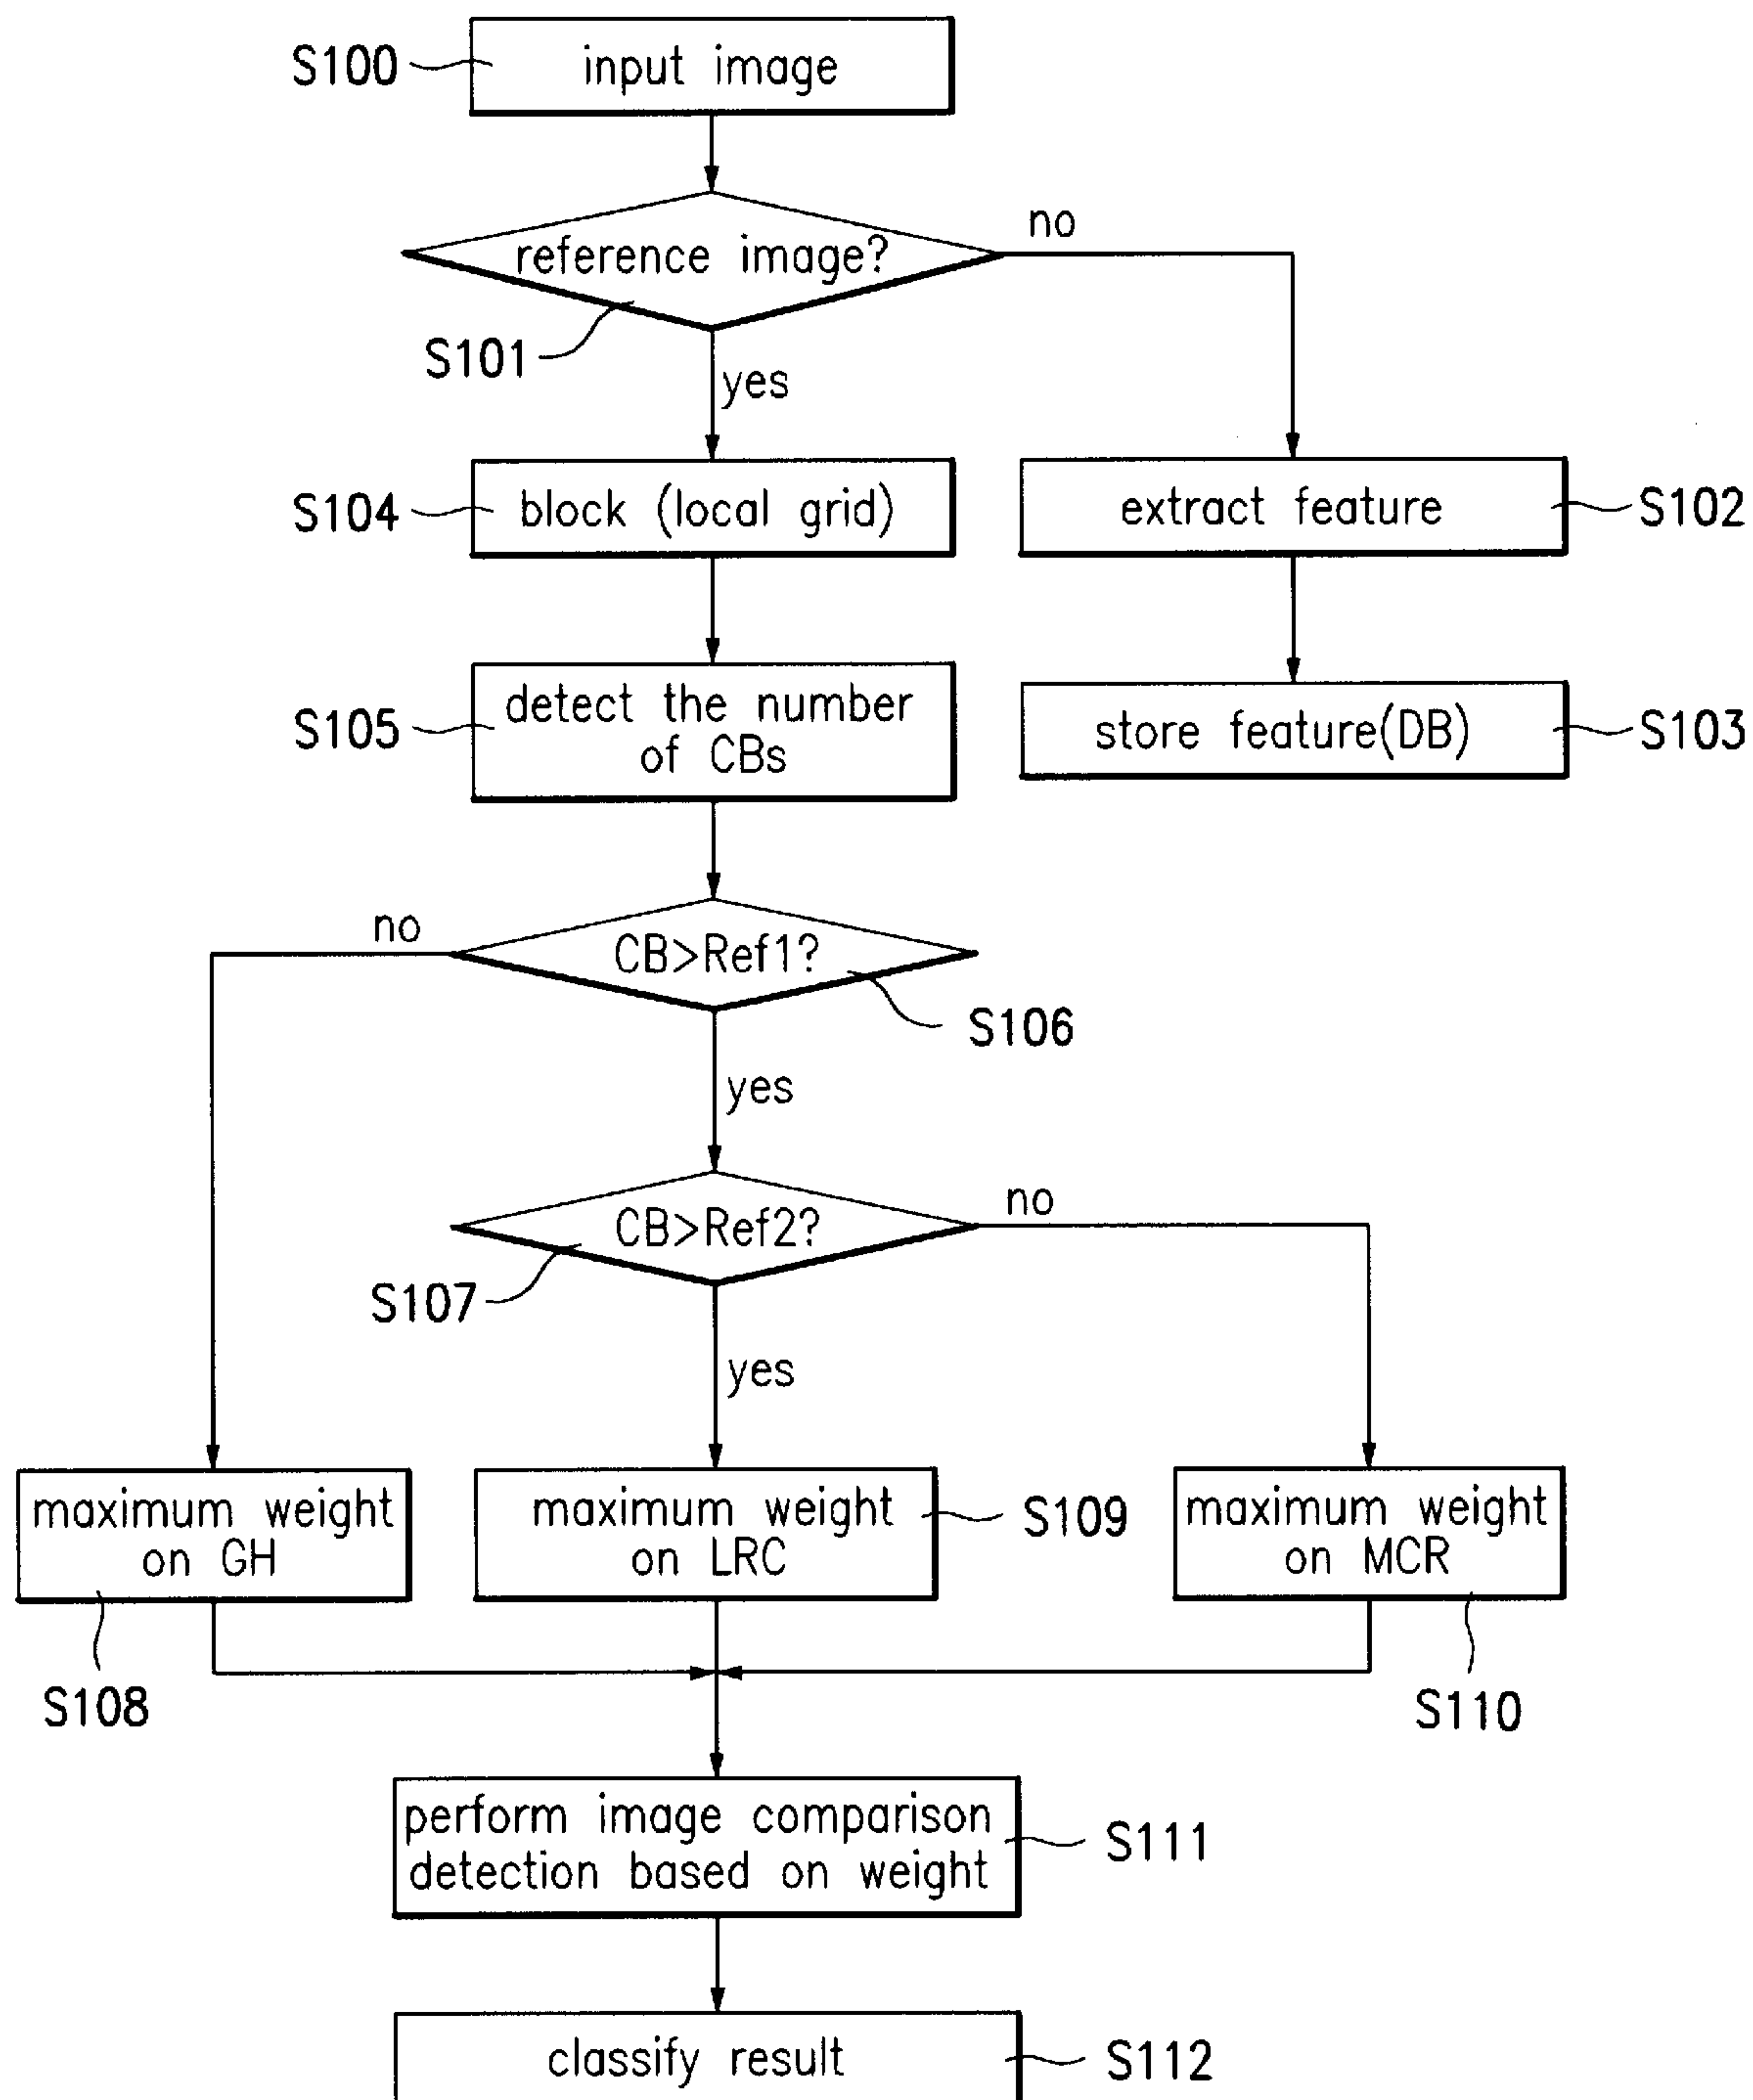 S100
input image
reference image?
no
S101
yes
S104
block (local grid)
extract feature
S102
S105
detect the number
of CBs
store feature(DB)
S103
no
CB>Ref1?
S106
yes
CB>Ref2?
no
S107
yes
maximum weight
on GH
maximum weight
on LRC
S109
maximum weight
on MCR
S108
S110
perform image comparison
detection based on weight
S111
classify result
S112